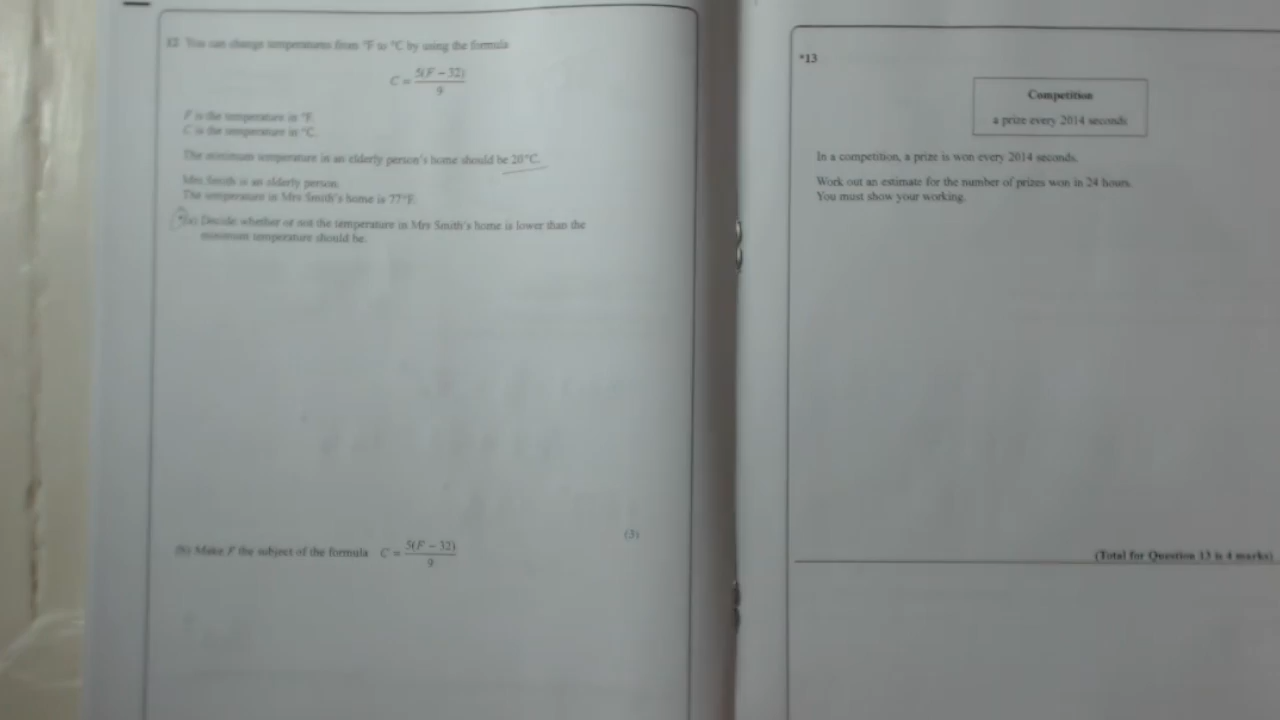 12 You can change temperatures from °F to °C by using the formula
C = 5(F – 32)
9
F is the temperature in °F.
C is the temperature in °C.
The minimum temperature in an elderly person's home should be 20°C.
Mrs Smith is an elderly person.
The temperature in Mrs Smith's home is 77°F.
*(a) Decide whether or not the temperature in Mrs Smith's home is lower than the
minimum temperature should be.
(3)
(b) Make F the subject of the formula C = 5(F – 32)
9
*13
Competition
a prize every 2014 seconds
In a competition, a prize is won every 2014 seconds.
Work out an estimate for the number of prizes won in 24 hours.
You must show your working.
(Total for Question 13 is 4 marks)